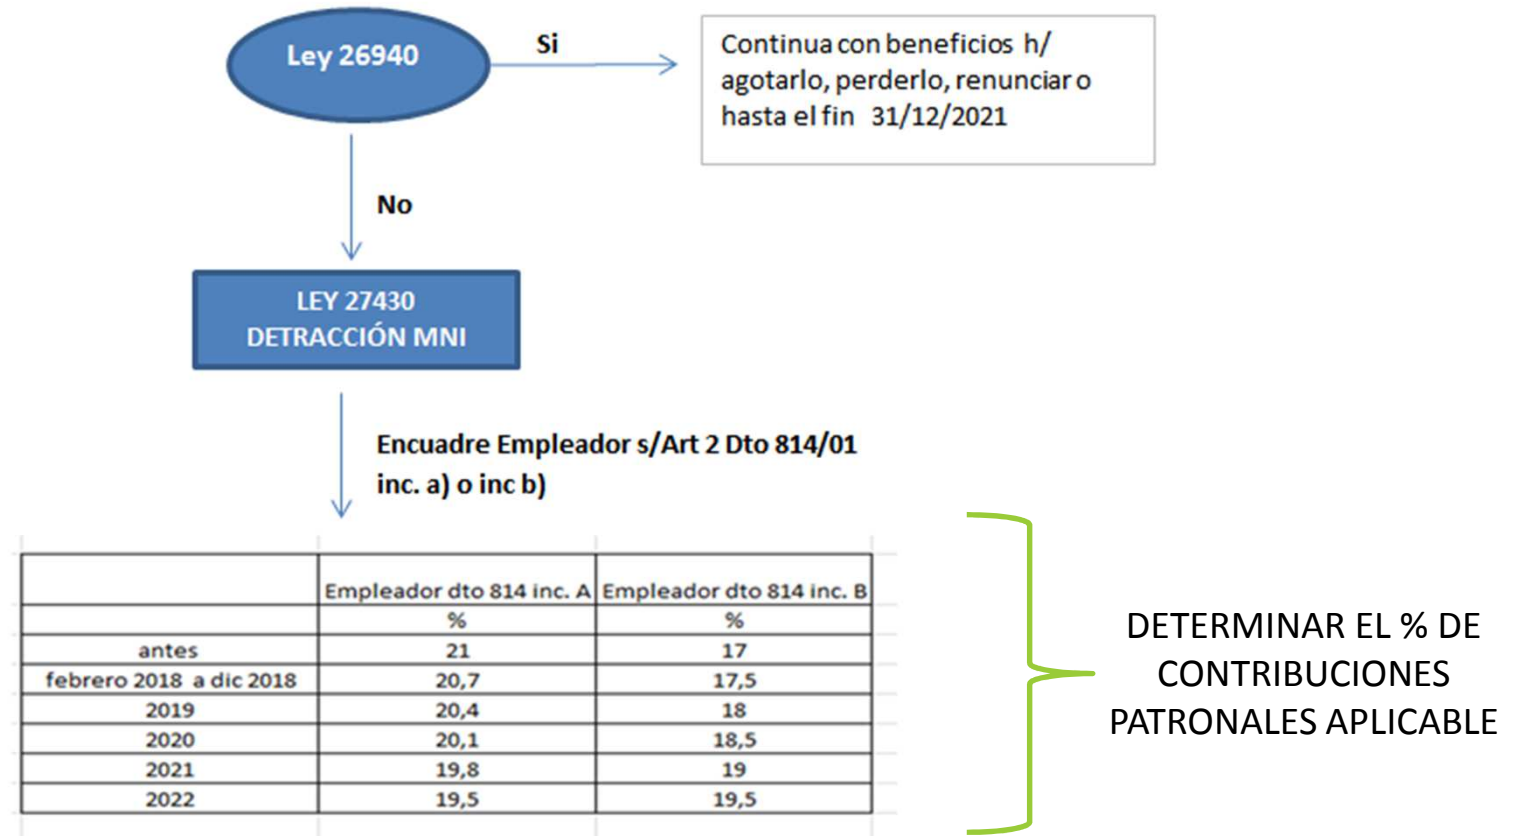 Ley 26940
Si
Continua con beneficios h/
agotarlo, perderlo, renunciar o
hasta el fin 31/12/2021
No
LEY 27430
DETRACCIÓN MNI
Encuadre Empleador s/Art 2 Dto 814/01
inc. a) o inc b)
Empleador dto 814 inc. A Empleador dto 814 inc. B
% %
antes 21 17
febrero 2018 a dic 2018 20,7 17,5
2019 20,4 18
2020 20,1 18,5
2021 19,8 19
2022 19,5 19,5
DETERMINAR EL % DE
CONTRIBUCIONES
PATRONALES APLICABLE